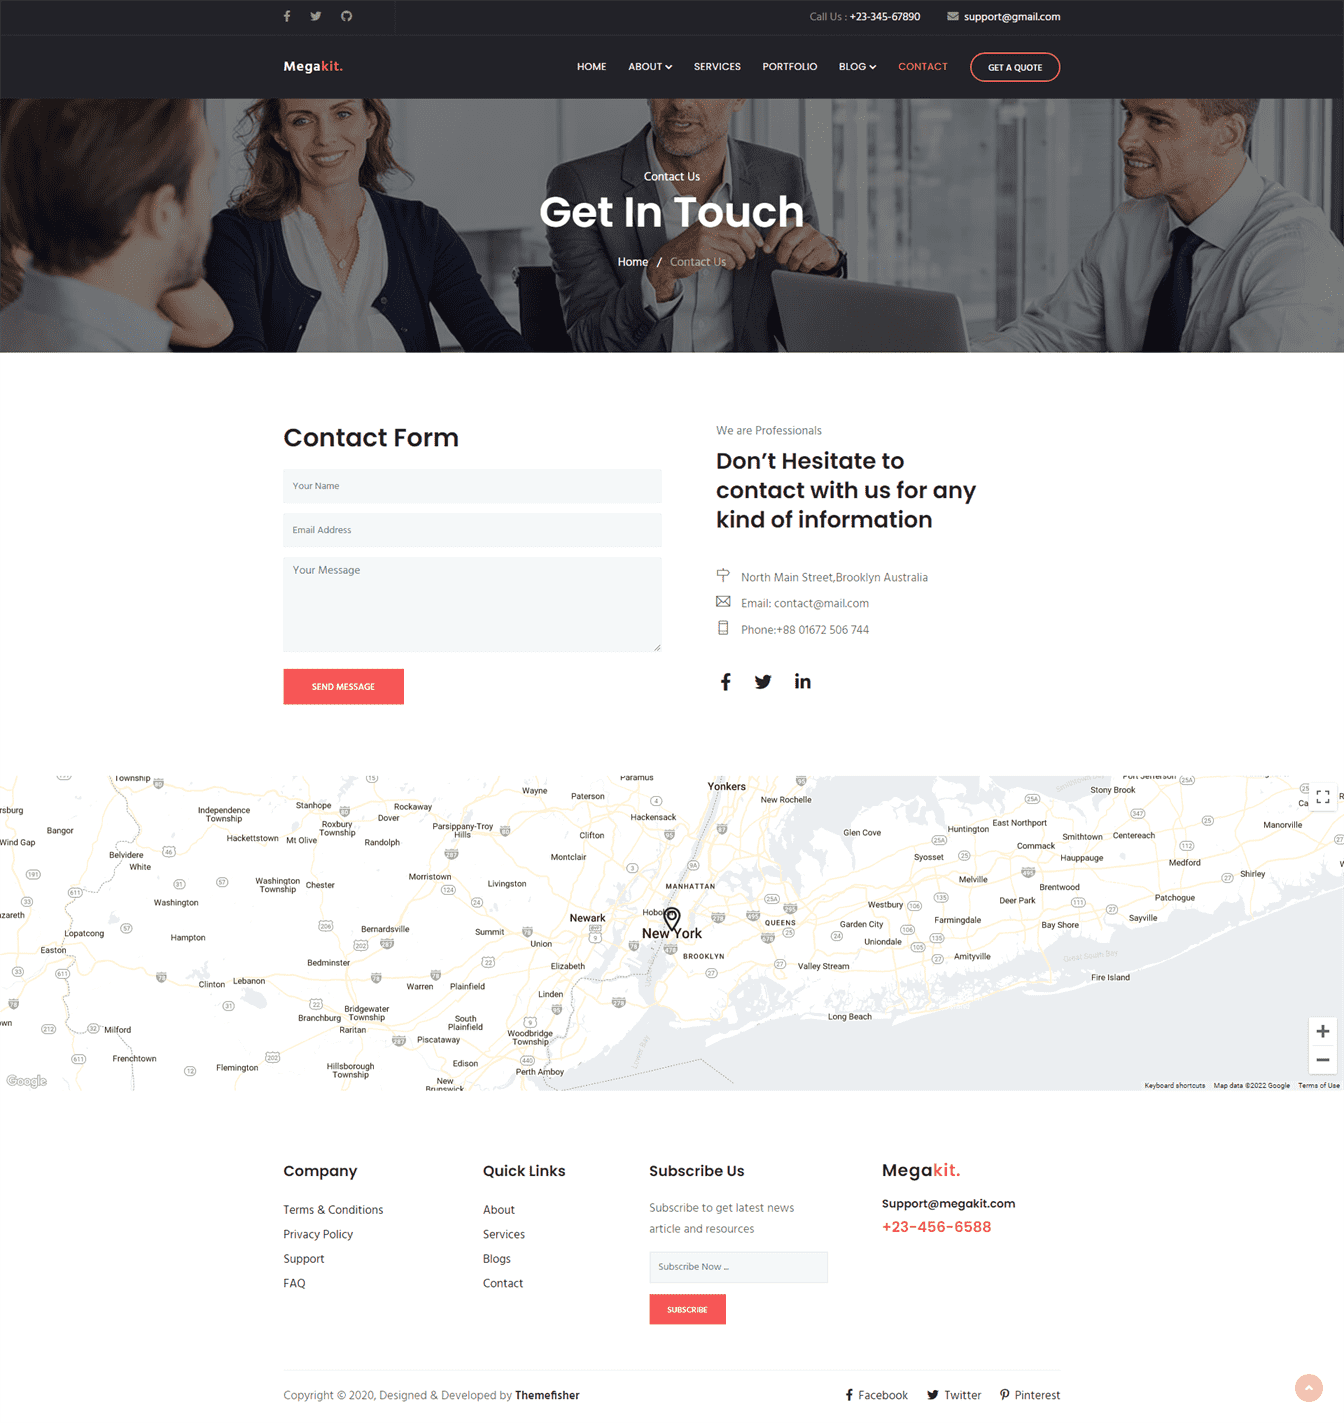 Call Us : +23-345-67890
support@gmail.com
Megakit.
HOME
ABOUT
SERVICES
PORTFOLIO
BLOG
CONTACT
GET A QUOTE
Contact Us
Get In Touch
Home / Contact Us
Contact Form
Your Name
Email Address
Your Message
SEND MESSAGE
We are Professionals
Don’t Hesitate to
contact with us for any
kind of information
North Main Street,Brooklyn Australia
Email: contact@mail.com
Phone:+88 01672 506 744
Township
Paramus
Yonkers
New Rochelle
Stony Brook
Wayne
Paterson
Hackensack
Independence
Township
Stanhope
Rockaway
Dover
Roxbury
Township
Bangor
Hackettstown
Mt Olive
Randolph
Parsippany-Troy
Hills
Clifton
Glen Cove
Huntington
East Northport
Smithtown
Centereach
Manorville
Wind Gap
Belvidere
White
Montclair
Syosset
Commack
Hauppauge
Medford
Shirley
Washington
Township
Chester
Morristown
Livingston
MANHATTAN
Melville
Brentwood
Patchogue
Washington
Newark
Westbury
Deer Park
Sayville
Lopatcong
Hampton
Bernardsville
Summit
New York
QUEENS
Garden City
Farmingdale
Bay Shore
Easton
Union
Uniondale
Bedminster
Elizabeth
BROOKLYN
Valley Stream
Amityville
Great South Bay
Fire Island
Clinton
Lebanon
Warren
Plainfield
Linden
Long Beach
Bridgewater
Township
Branchburg
Raritan
South
Plainfield
Woodbridge
Township
Milford
Piscataway
Lower Bay
Frenchtown
Flemington
Hillsborough
Township
Edison
Perth Amboy
New
Brunswick
Google
Keyboard shortcuts
Map data ©2022 Google
Terms of Use
Company
Terms & Conditions
Privacy Policy
Support
FAQ
Quick Links
About
Services
Blogs
Contact
Subscribe Us
Subscribe to get latest news
article and resources
Subscribe Now ...
SUBSCRIBE
Megakit.
Support@megakit.com
+23-456-6588
Copyright © 2020, Designed & Developed by Themefisher
Facebook
Twitter
Pinterest